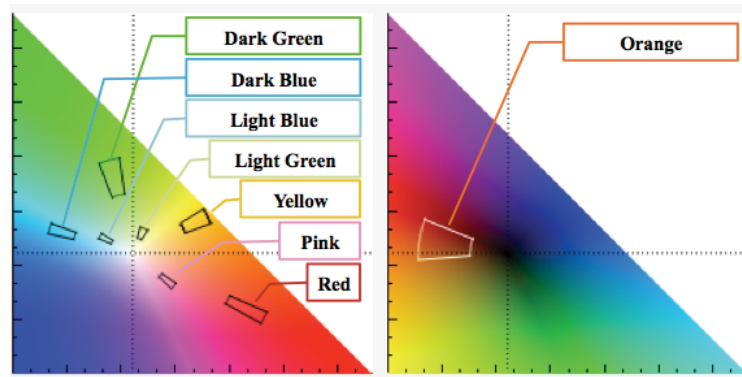 Dark Green
Dark Blue
Light Blue
Light Green
Yellow
Pink
Red
Orange